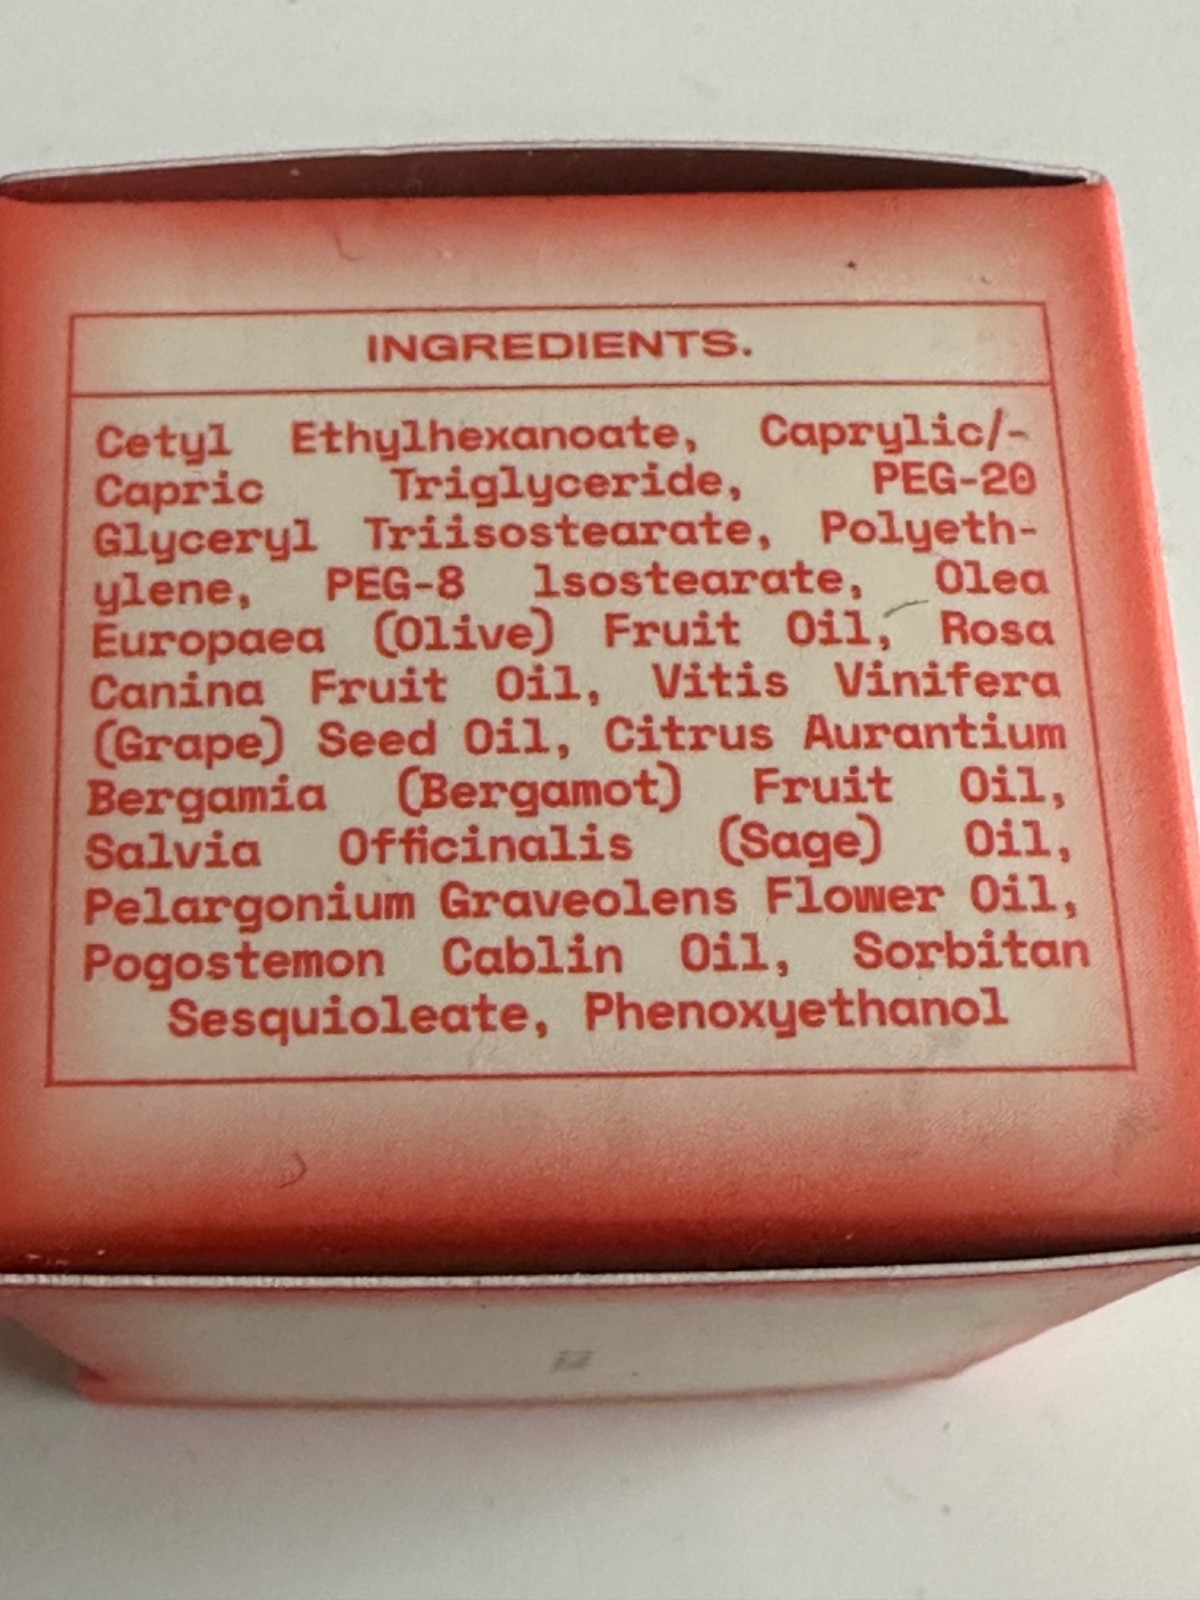 INGREDIENTS.
Cetyl Ethylhexanoate, Caprylic/-
Capric Triglyceride, PEG-20
Glyceryl Triisostearate, Polyeth-
ylene, PEG-8 lsostearate, Olea
Europaea (Olive) Fruit Oil, Rosa
Canina Fruit Oil, Vitis Vinifera
(Grape) Seed Oil, Citrus Aurantium
Bergamia (Bergamot) Fruit Oil,
Salvia Officinalis (Sage) Oil,
Pelargonium Graveolens Flower Oil,
Pogostemon Cablin Oil, Sorbitan
Sesquioleate, Phenoxyethanol